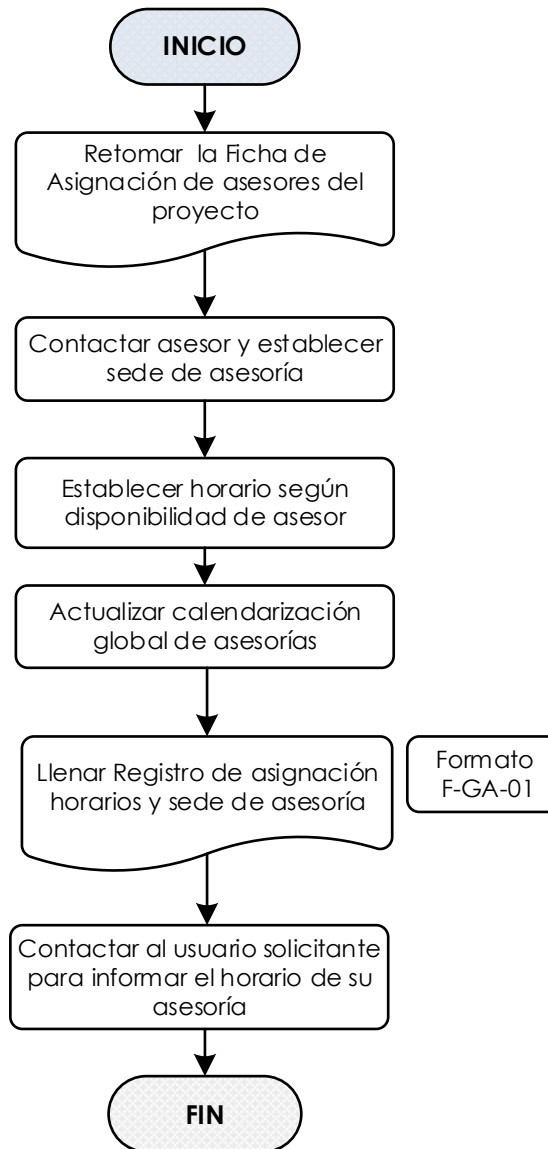 INICIO
Retomar la Ficha de
Asignación de asesores del
proyecto
Contactar asesor y establecer
sede de asesoría
Establecer horario según
disponibilidad de asesor
Actualizar calendarización
global de asesorías
Llenar Registro de asignación
horarios y sede de asesoría
Formato
F-GA-01
Contactar al usuario solicitante
para informar el horario de su
asesoría
FIN